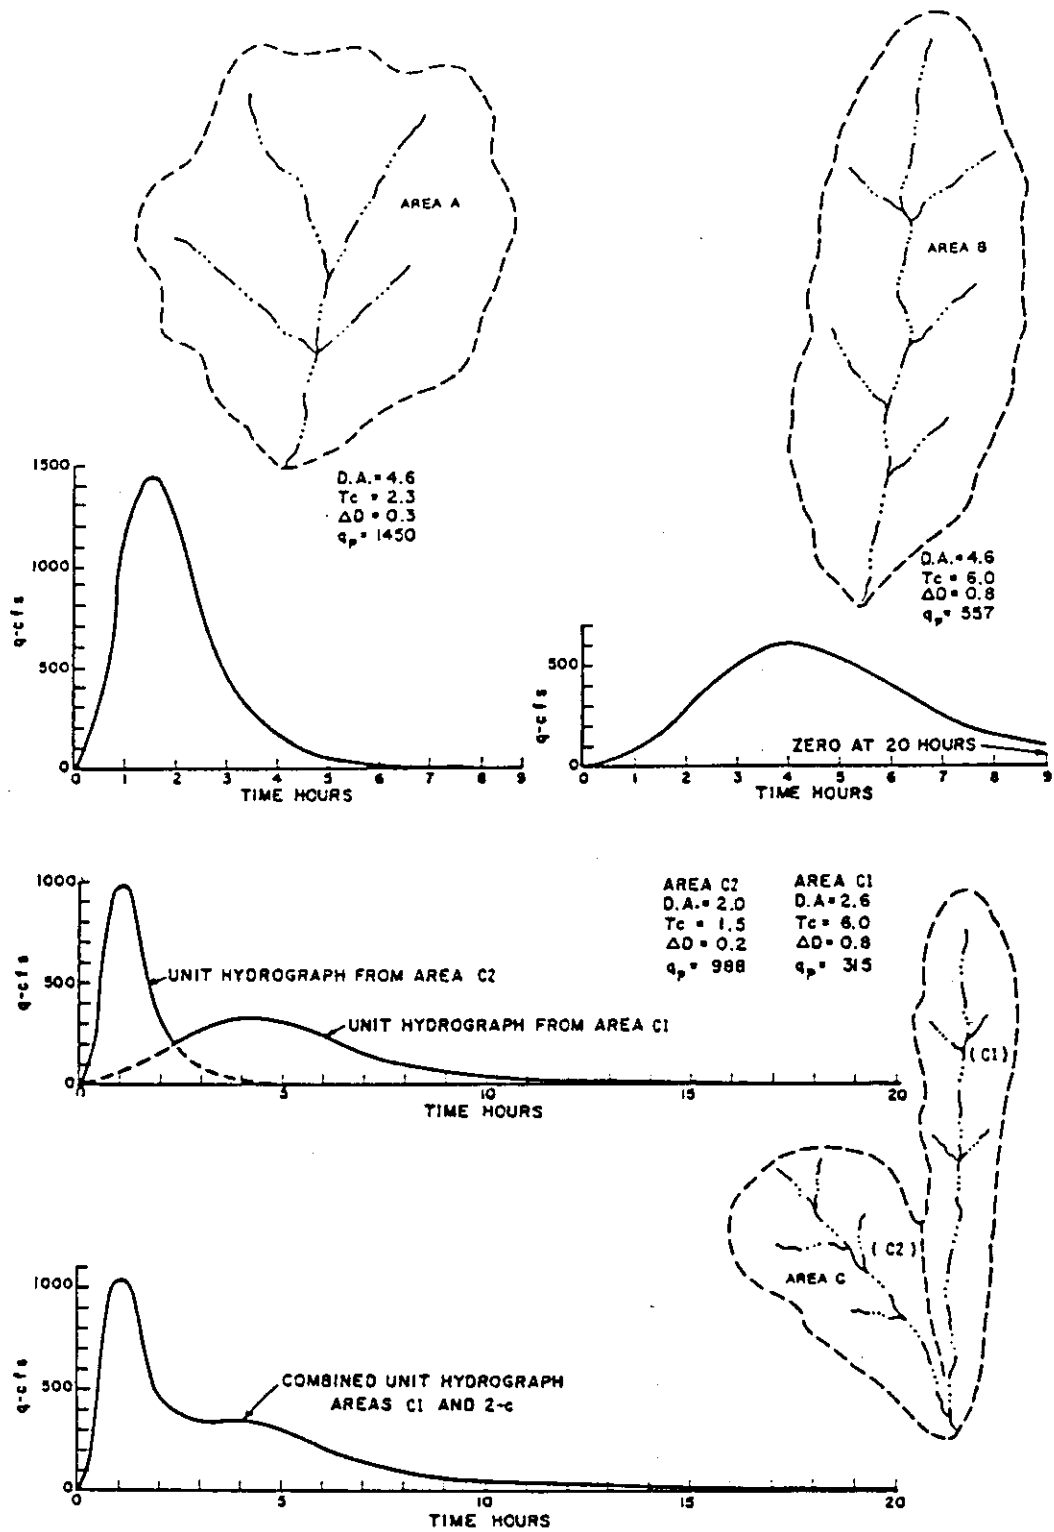 AREA A
AREA B
D.A.=4.6
Tc = 2.3
ΔD = 0.3
qp= 1450
D.A.=4.6
Tc = 6.0
ΔD = 0.8
qp= 557
1500
1000
500
0
q-cfs
0 1 2 3 4 5 6 7 8 9
TIME HOURS
500
0
q-cfs
ZERO AT 20 HOURS
0 1 2 3 4 5 6 7 8 9
TIME HOURS
AREA C2
D.A.=2.0
Tc = 1.5
ΔD = 0.2
qp= 988
AREA C1
D.A=2.6
Tc = 6.0
ΔD = 0.8
qp= 315
1000
500
0
q-cfs
UNIT HYDROGRAPH FROM AREA C2
UNIT HYDROGRAPH FROM AREA C1
0 5 10 15 20
TIME HOURS
(C1)
(C2)
AREA C
1000
500
0
q-cfs
COMBINED UNIT HYDROGRAPH
AREAS C1 AND 2-c
0 5 10 15 20
TIME HOURS